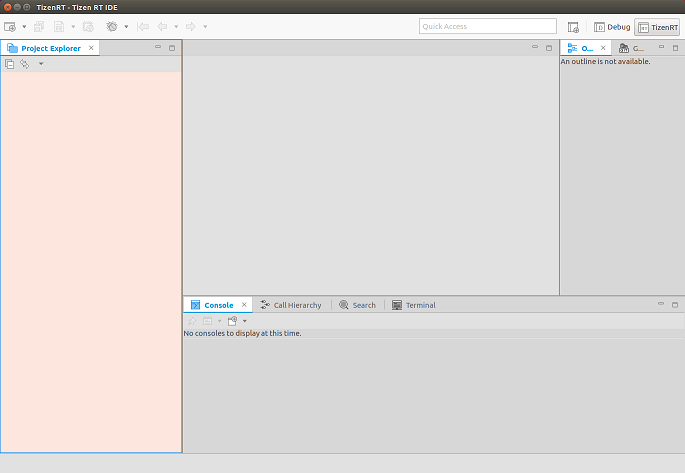 TizenRT - Tizen RT IDE
Quick Access
Debug
TizenRT
Project Explorer
O...
G...
An outline is not available.
Console
Call Hierarchy
Search
Terminal
No consoles to display at this time.